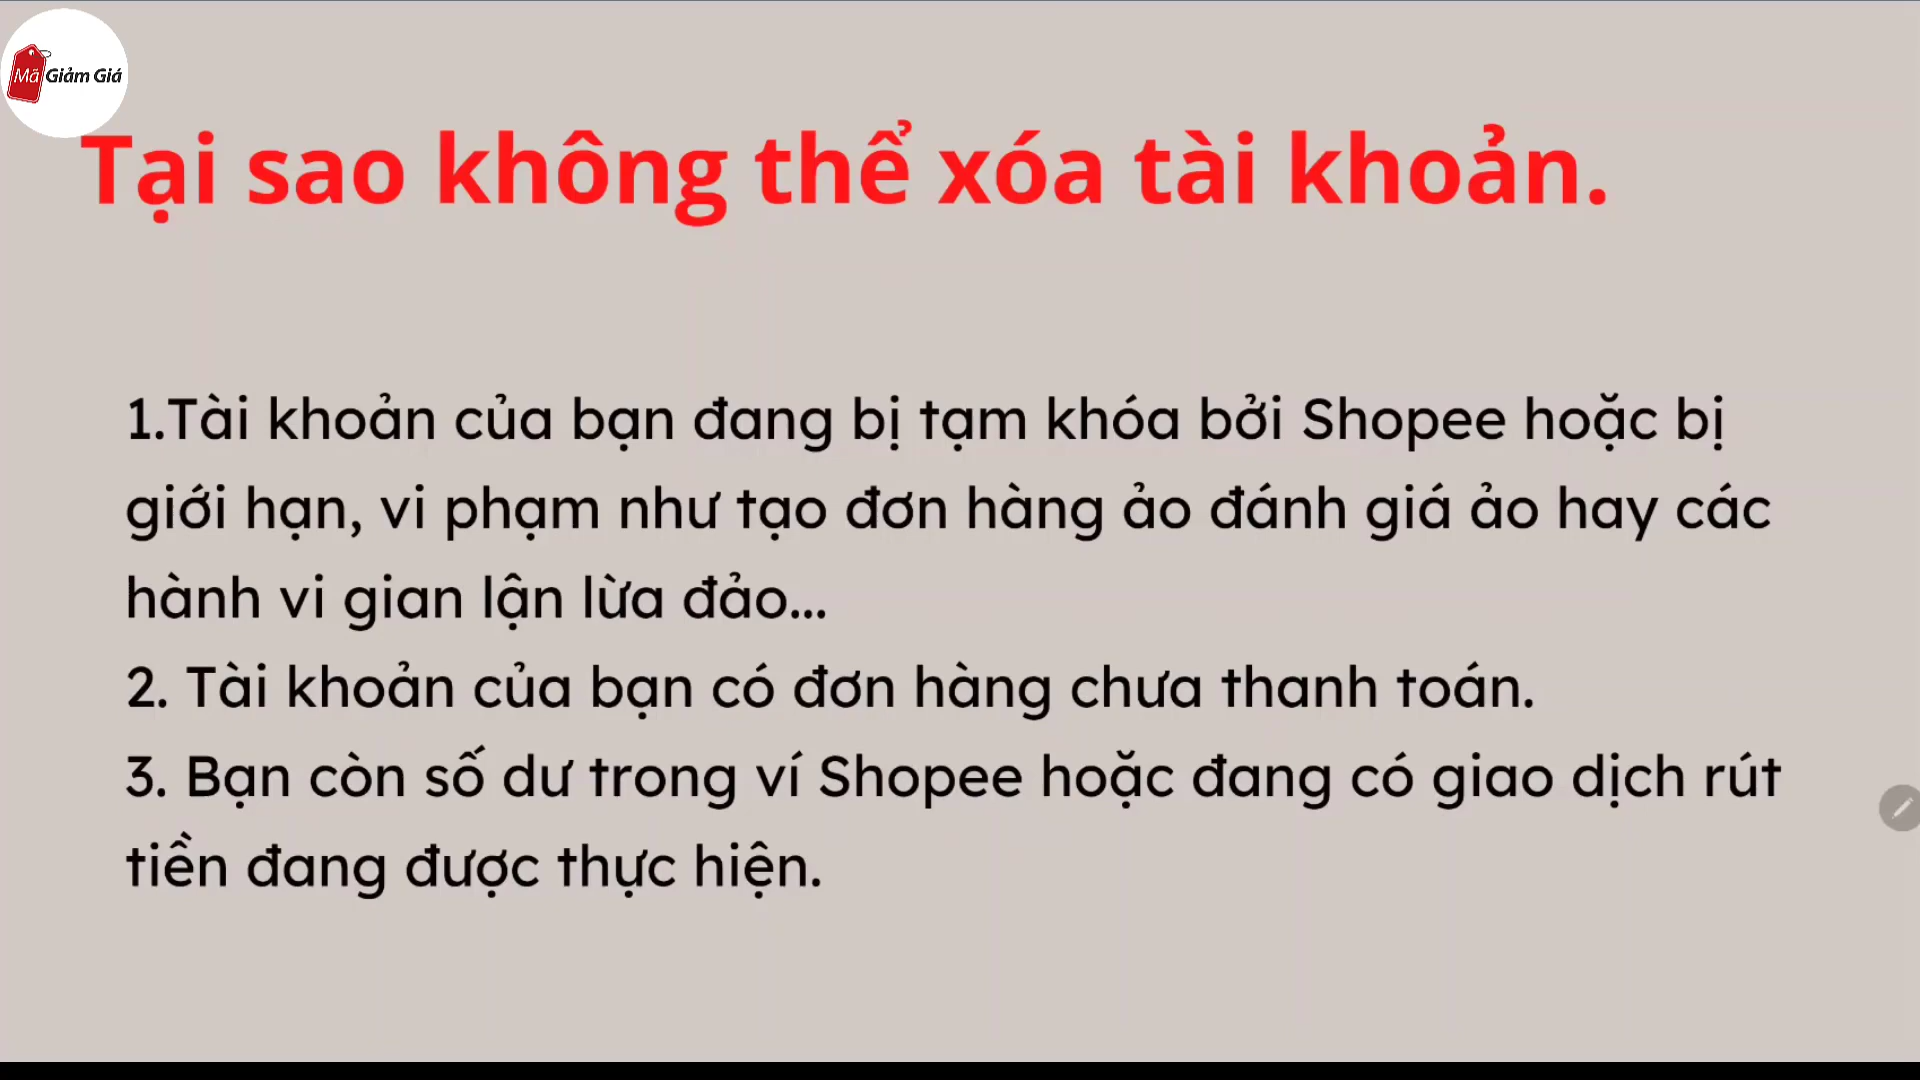 Mã Giảm Giá
Tại sao không thể xóa tài khoản.
1.Tài khoản của bạn đang bị tạm khóa bởi Shopee hoặc bị
giới hạn, vi phạm như tạo đơn hàng ảo đánh giá ảo hay các
hành vi gian lận lừa đảo...
2. Tài khoản của bạn có đơn hàng chưa thanh toán.
3. Bạn còn số dư trong ví Shopee hoặc đang có giao dịch rút
tiền đang được thực hiện.